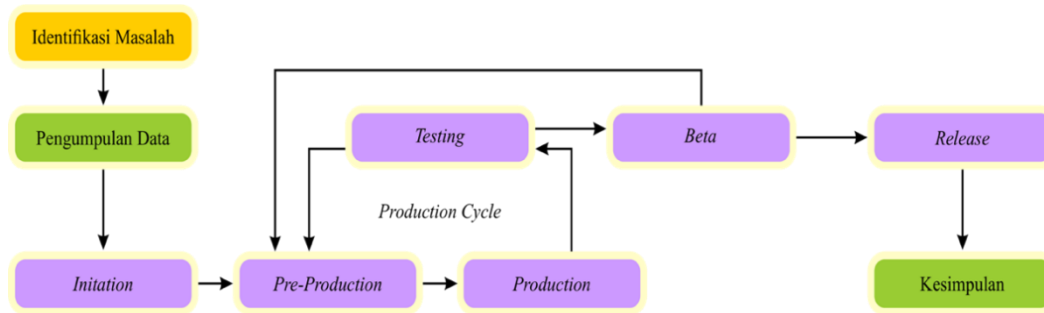 Identifikasi Masalah
Pengumpulan Data
Testing
Beta
Release
Production Cycle
Initation
Pre-Production
Production
Kesimpulan